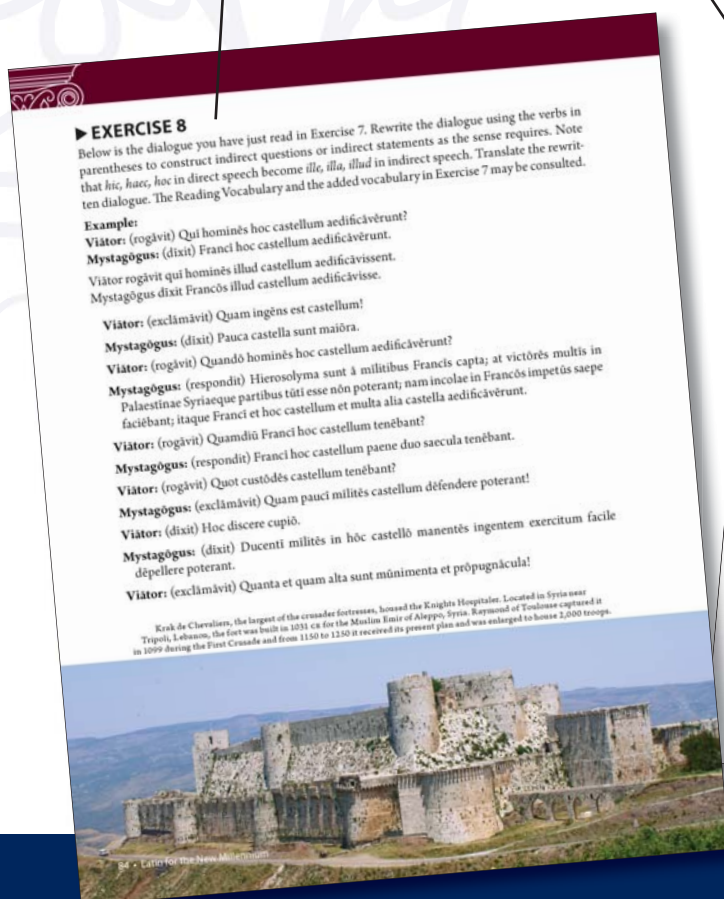 ▶ EXERCISE 8
Below is the dialogue you have just read in Exercise 7. Rewrite the dialogue using the verbs in
parentheses to construct indirect questions or indirect statements as the sense requires. Note
that hic, haec, hoc in direct speech become ille, illa, illud in indirect speech. Translate the rewrit-
ten dialogue. The Reading Vocabulary and the added vocabulary in Exercise 7 may be consulted.
Example:
Viātor: (rogāvit) Quī hominēs hoc castellum aedificāvērunt?
Mystagōgus: (dīxit) Francī hoc castellum aedificāvērunt.
Viātor rogāvit quī hominēs illud castellum aedificāvissent.
Mystagōgus dīxit Francōs illud castellum aedificāvisse.
Viātor: (exclāmāvit) Quam ingēns est castellum!
Mystagōgus: (dīxit) Pauca castella sunt maiōra.
Viātor: (rogāvit) Quandō hominēs hoc castellum aedificāvērunt?
Mystagōgus: (respondit) Hierosolyma sunt ā mīlitibus Francīs capta; at victōrēs multīs in
Palaestīnae Syriaeque partibus tūtī esse nōn poterant; nam incolae in Francōs impetūs saepe
faciēbant; itaque Francī et hoc castellum et multa alia castella aedificāvērunt.
Viātor: (rogāvit) Quamdiū Francī hoc castellum tenēbant?
Mystagōgus: (respondit) Francī hoc castellum paene duo saecula tenēbant.
Viātor: (rogāvit) Quot custōdēs castellum tenēbant?
Mystagōgus: (exclāmāvit) Quam paucī mīlitēs castellum dēfendere poterant!
Viātor: (dīxit) Hoc discere cupiō.
Mystagōgus: (dīxit) Ducentī mīlitēs in hōc castellō manentēs ingentem exercitum facile
dēpellere poterant.
Viātor: (exclāmāvit) Quanta et quam alta sunt mūnīmenta et prōpugnācula!
Krak de Chevaliers, the largest of the crusader fortresses, housed the Knights Hospitaler. Located in Syria near
Tripoli, Lebanon, the fort was built in 1031 CE for the Muslim Emir of Aleppo, Syria. Raymond of Toulouse captured it
in 1099 during the First Crusade and from 1150 to 1250 it received its present plan and was enlarged to house 2,000 troops.
84 • Latin for the New Millennium